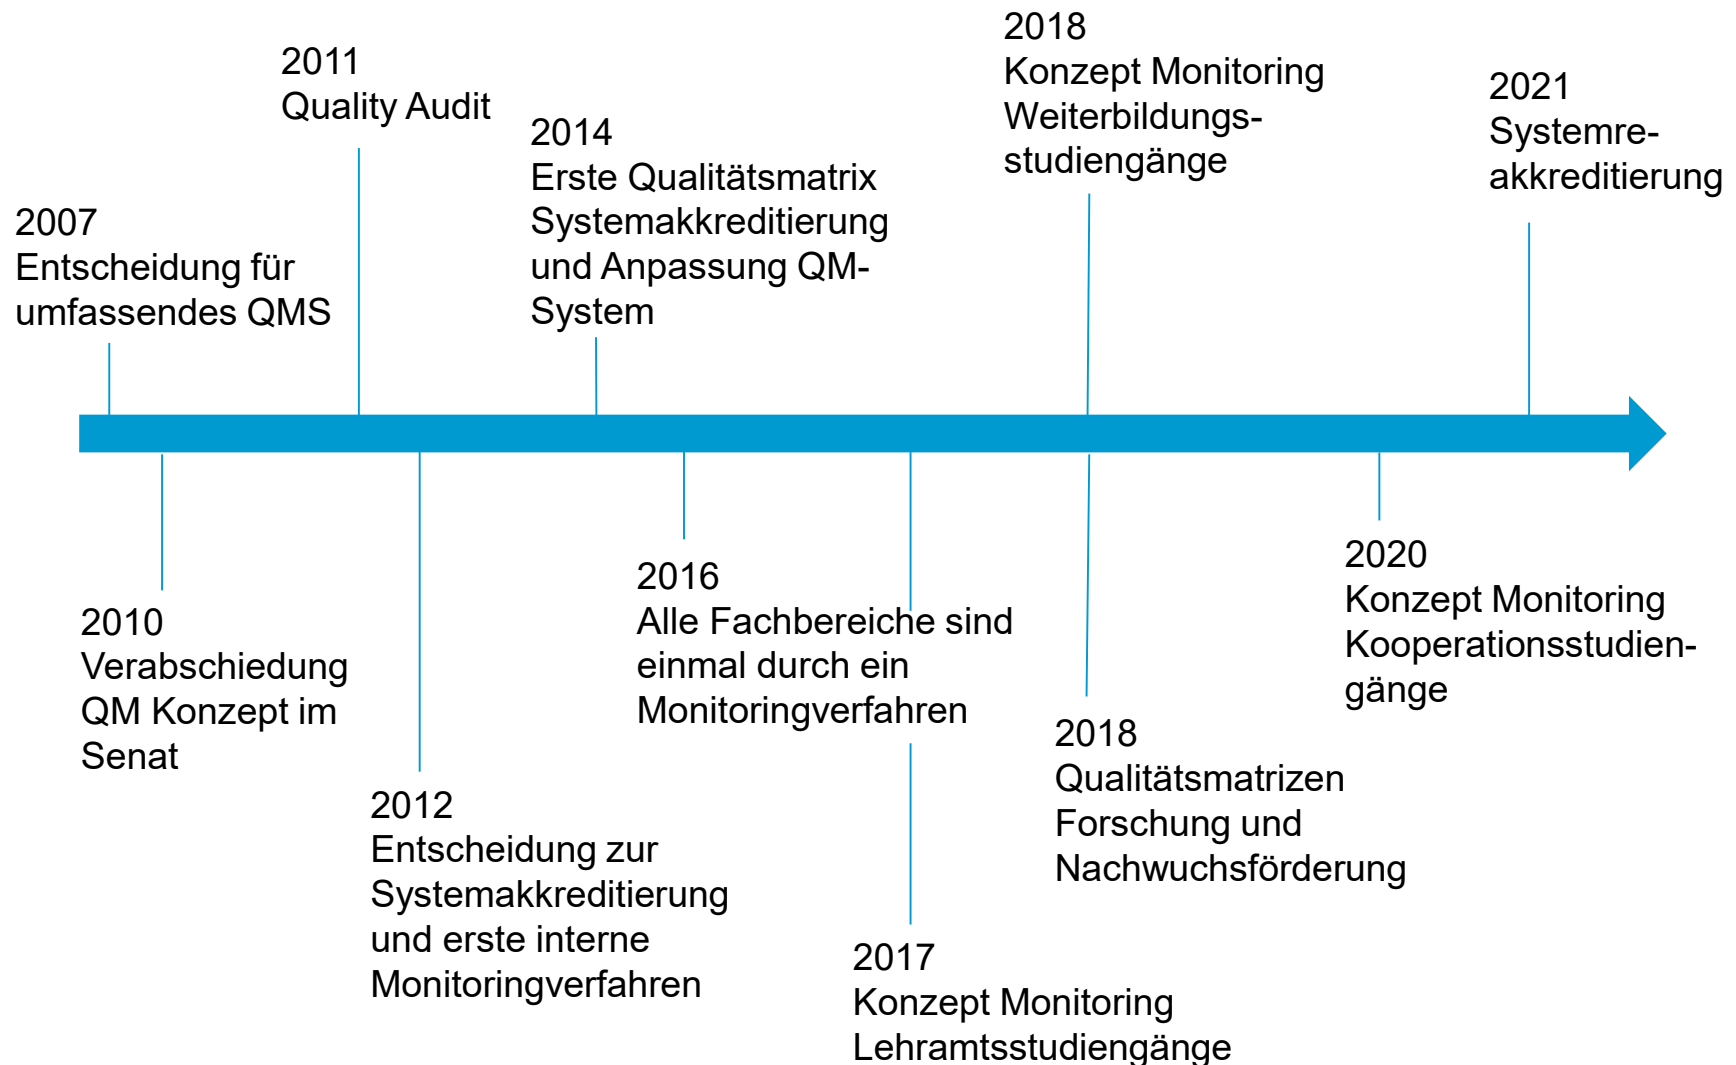 2007
Entscheidung für
umfassendes QMS
2010
Verabschiedung
QM Konzept im
Senat
2011
Quality Audit
2012
Entscheidung zur
Systemakkreditierung
und erste interne
Monitoringverfahren
2014
Erste Qualitätsmatrix
Systemakkreditierung
und Anpassung QM-
System
2016
Alle Fachbereiche sind
einmal durch ein
Monitoringverfahren
2017
Konzept Monitoring
Lehramtsstudiengänge
2018
Konzept Monitoring
Weiterbildungs-
studiengänge
2018
Qualitätsmatrizen
Forschung und
Nachwuchsförderung
2020
Konzept Monitoring
Kooperationsstudien-
gänge
2021
Systemre-
akkreditierung